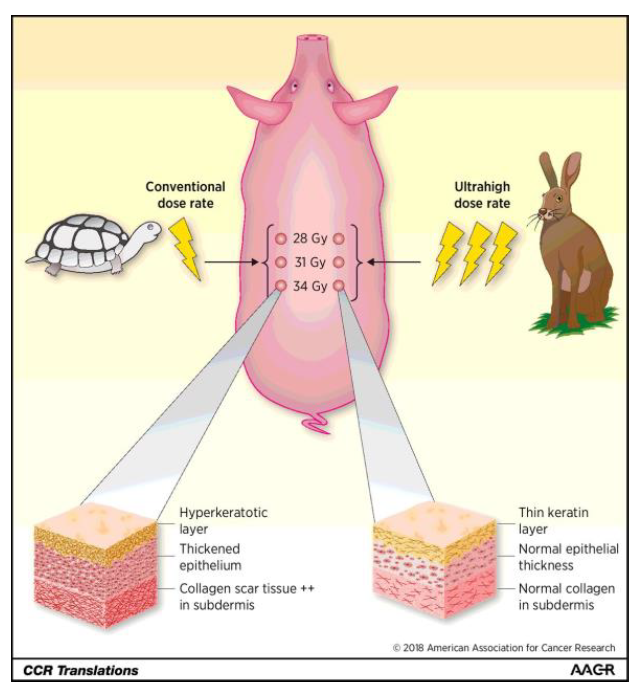 Conventional
dose rate
Ultrahigh
dose rate
28 Gy
31 Gy
34 Gy
Hyperkeratotic
layer
Thickened
epithelium
Collagen scar tissue ++
in subdermis
Thin keratin
layer
Normal epithelial
thickness
Normal collagen
in subdermis
© 2018 American Association for Cancer Research
CCR Translations
AACR